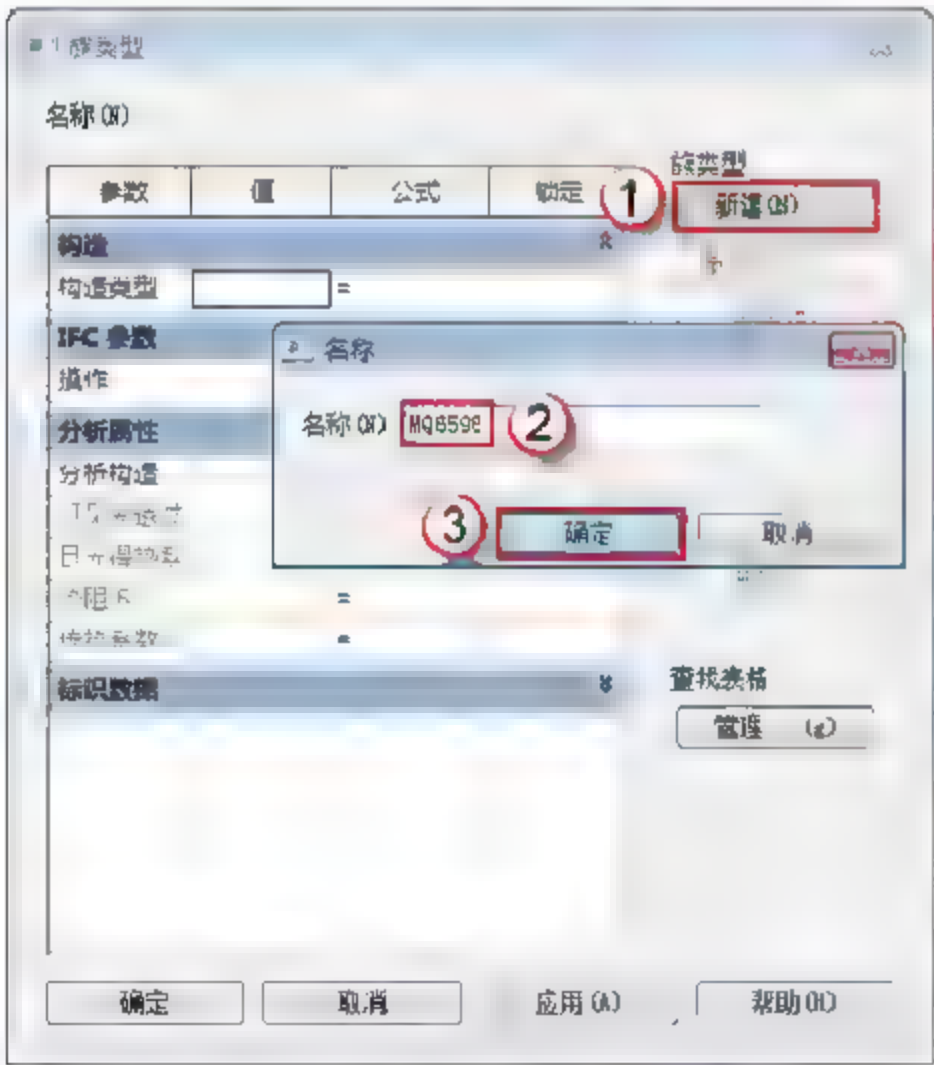 族类型
名称(N)
参数 值 公式 锁定
族类型
1
新建(N)
构造
构造类型 =
IFC 参数
操作
名称
名称(N) MQ6598 2
分析属性
分析构造
3 确定 取消
=
=
标识数据
查找表格
管理
确定 取消 应用(A) 帮助(H)